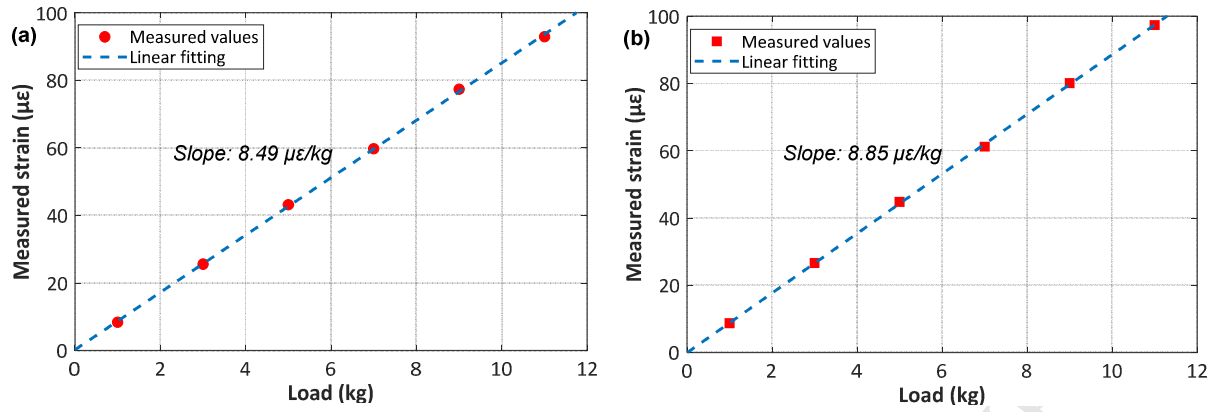 (a)
Measured values
Linear fitting
Slope: 8.49 µε/kg
Measured strain (µε)
100
80
60
40
20
0
0 2 4 6 8 10 12
Load (kg)
(b)
Measured values
Linear fitting
Slope: 8.85 µε/kg
Measured strain (µε)
100
80
60
40
20
0
0 2 4 6 8 10 12
Load (kg)